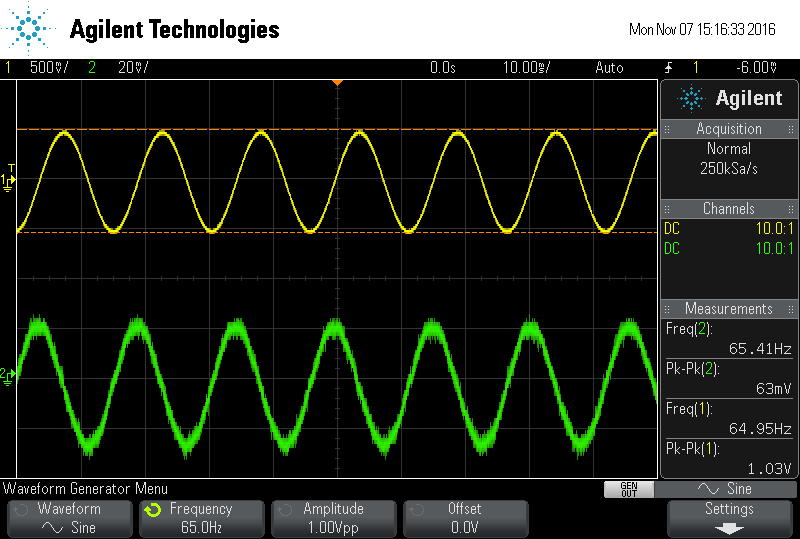 Agilent Technologies
Mon Nov 07 15:16:33 2016
1 500mV/ 2 20mV/ 0.0s 10.00ms/ Auto 1 -6.00mV
Agilent
Acquisition
Normal
250kSa/s
Channels
DC 10.0:1
DC 10.0:1
Measurements
Freq(2):
65.41Hz
Pk-Pk(2):
63mV
Freq(1):
64.95Hz
Pk-Pk(1):
1.03V
T
1
2
Waveform Generator Menu
GEN
OUT
Sine
Waveform
Sine
Frequency
65.0Hz
Amplitude
1.00Vpp
Offset
0.0V
Settings